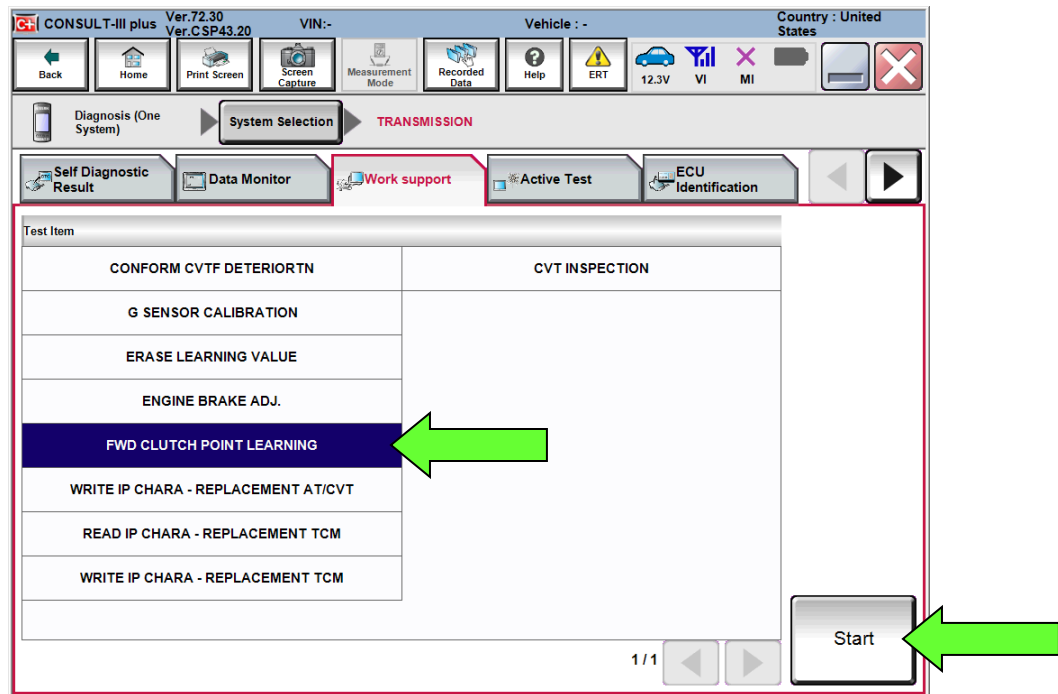 CONSULT-III plus
Ver.72.30
Ver.CSP43.20
VIN:-
Vehicle : -
Country : United
States
Back
Home
Print Screen
Screen
Capture
Measurement
Mode
Recorded
Data
Help
ERT
12.3V
VI
MI
Diagnosis (One
System)
System Selection
TRANSMISSION
Self Diagnostic
Result
Data Monitor
Work support
Active Test
ECU
Identification
Test Item
CONFORM CVTF DETERIORTN
CVT INSPECTION
G SENSOR CALIBRATION
ERASE LEARNING VALUE
ENGINE BRAKE ADJ.
FWD CLUTCH POINT LEARNING
WRITE IP CHARA - REPLACEMENT AT/CVT
READ IP CHARA - REPLACEMENT TCM
WRITE IP CHARA - REPLACEMENT TCM
1/1
Start